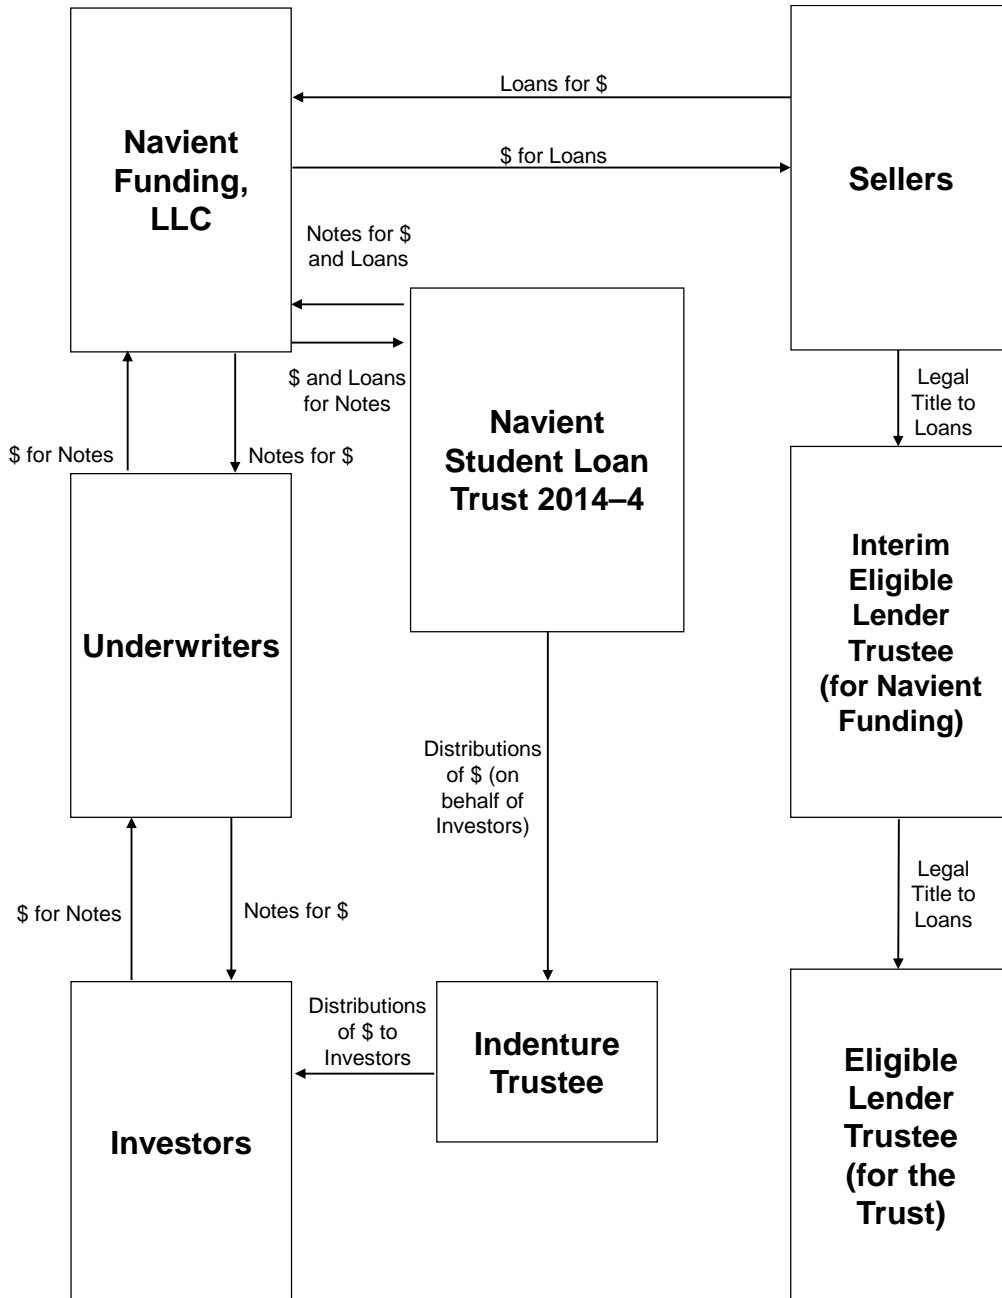 Loans for $
Navient
Funding,
LLC
$ for Loans
Sellers
Notes for $
and Loans
$ and Loans
for Notes
Legal
Title to
Loans
$ for Notes
Notes for $
Navient
Student Loan
Trust 2014–4
Underwriters
Interim
Eligible
Lender
Trustee
(for Navient
Funding)
Distributions
of $ (on
behalf of
Investors)
Legal
Title to
Loans
$ for Notes
Notes for $
Distributions
of $ to
Investors
Indenture
Trustee
Investors
Eligible
Lender
Trustee
(for the
Trust)